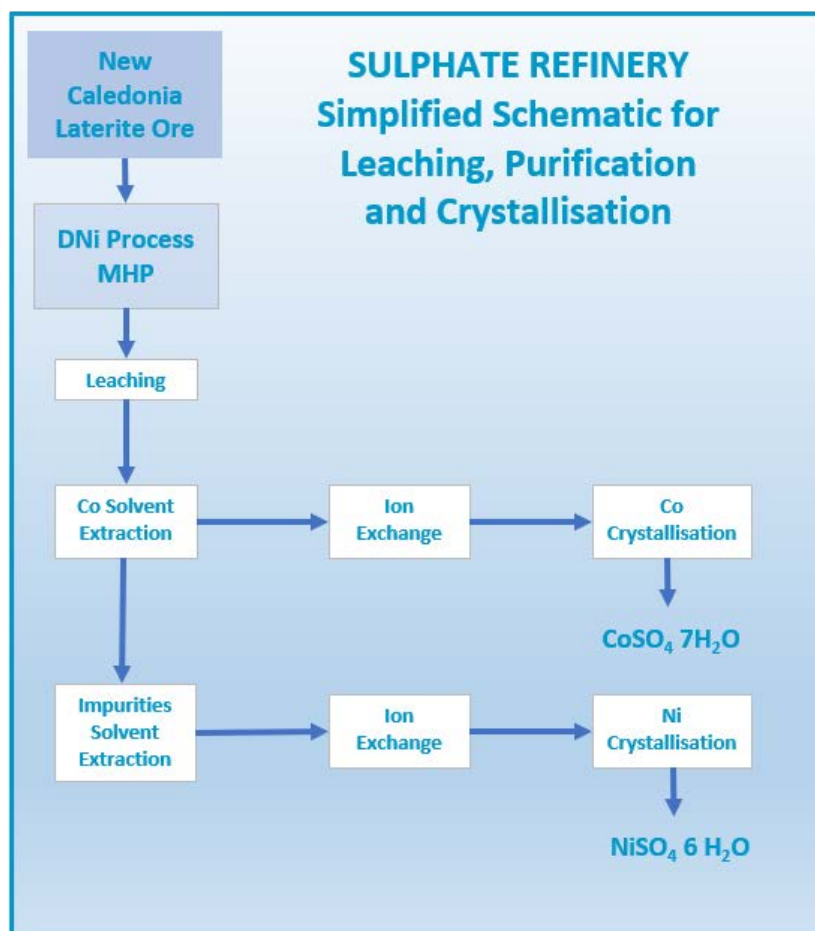 New
Caledonia
Laterite Ore
SULPHATE REFINERY
Simplified Schematic for
Leaching, Purification
and Crystallisation
DNi Process
MHP
Leaching
Co Solvent
Extraction
Ion
Exchange
Co
Crystallisation
CoSO₄ 7H₂O
Impurities
Solvent
Extraction
Ion
Exchange
Ni
Crystallisation
NiSO₄ 6 H₂O